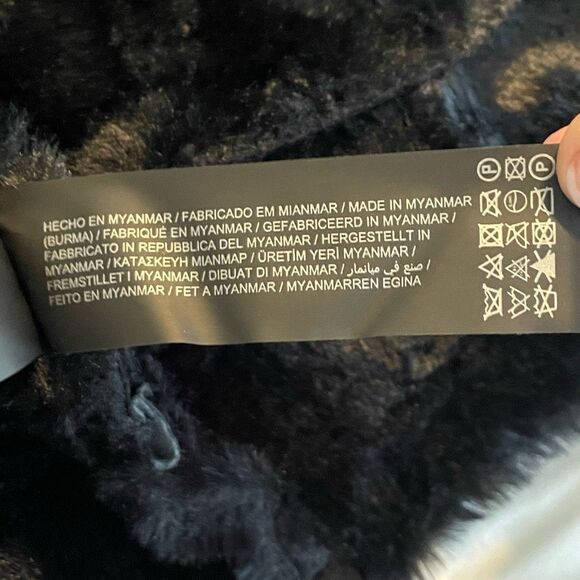 HECHO EN MYANMAR / FABRICADO EM MIANMAR / MADE IN MYANMAR
(BURMA) / FABRIQUÉ EN MYANMAR / GEFABRICEERD IN MYANMAR /
FABBRICATO IN REPUBBLICA DEL MYANMAR / HERGESTELLT IN
MYANMAR / ΚΑΤΑΣΚΕΥΗ ΜΙΑΝΜΑΡ / ÜRETİM YERİ MYANMAR /
FREMSTILLET I MYANMAR / DIBUAT DI MYANMAR / صنع في ميانمار /
FEITO EN MYANMAR / FET A MYANMAR / MYANMARREN EGINA
P P